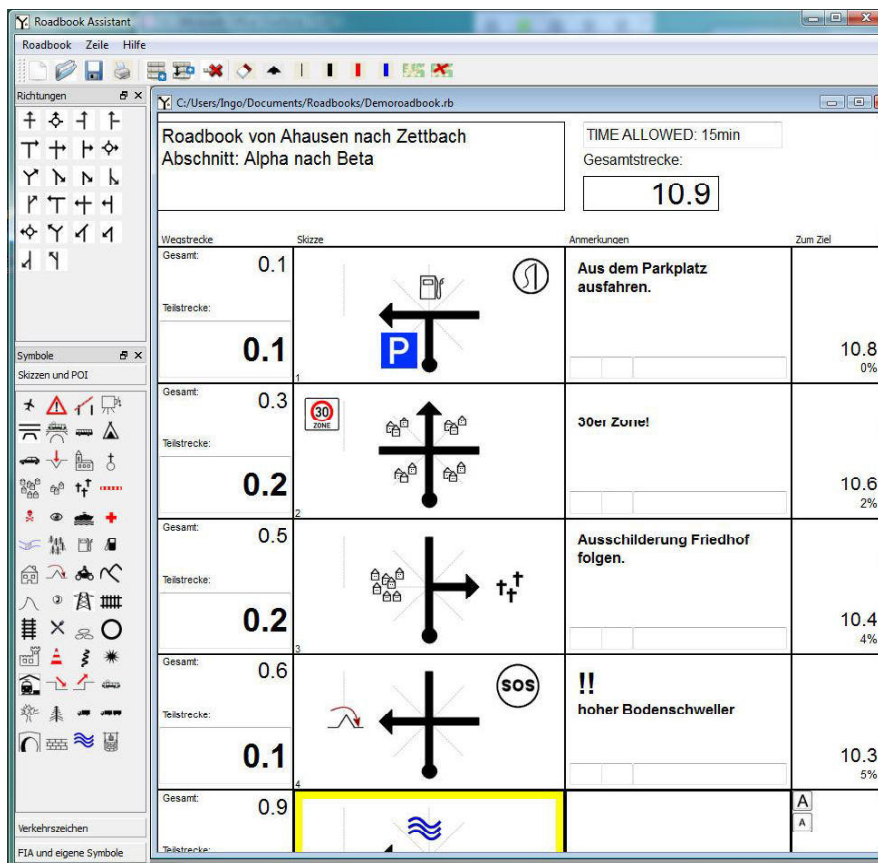 Roadbook Assistant
Roadbook Zeile Hilfe
Richtungen
C:/Users/Ingo/Documents/Roadbooks/Demoroadbook.rb
Roadbook von Ahausen nach Zettbach
Abschnitt: Alpha nach Beta
TIME ALLOWED: 15min
Gesamtstrecke:
10.9
Wegstrecke Skizze Anmerkungen Zum Ziel
Gesamt: 0.1
Teilstrecke:
0.1
P
1
Aus dem Parkplatz
ausfahren.
10.8
0%
Symbole
Skizzen und POI
Gesamt: 0.3
Teilstrecke:
0.2
30
ZONE
2
30er Zone!
10.6
2%
Gesamt: 0.5
Teilstrecke:
0.2
3
Ausschilderung Friedhof
folgen.
10.4
4%
Gesamt: 0.6
Teilstrecke:
0.1
SOS
4
!!
hoher Bodenschweller
10.3
5%
Gesamt: 0.9
Teilstrecke:
A
A
Verkehrszeichen
FIA und eigene Symbole